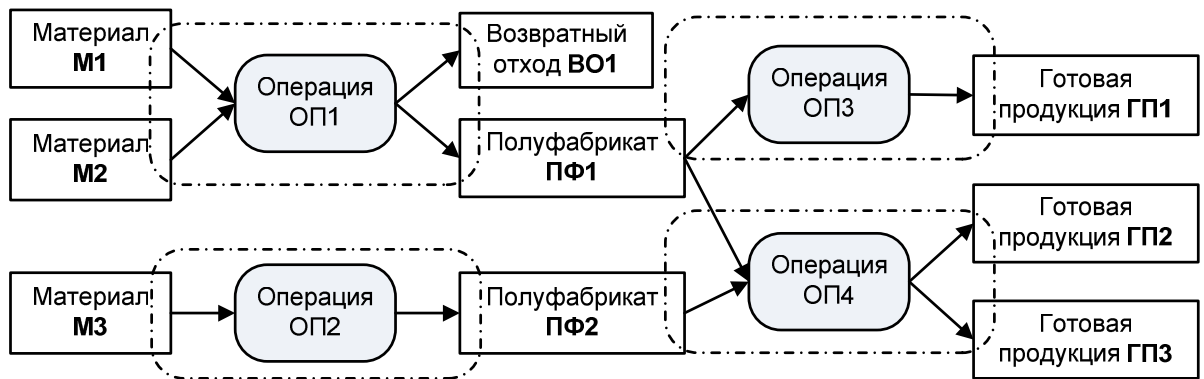 Материал
М1
Операция
ОП1
Возвратный
отход ВО1
Операция
ОП3
Готовая
продукция ГП1
Материал
М2
Полуфабрикат
ПФ1
Готовая
продукция ГП2
Материал
М3
Операция
ОП2
Полуфабрикат
ПФ2
Операция
ОП4
Готовая
продукция ГП3